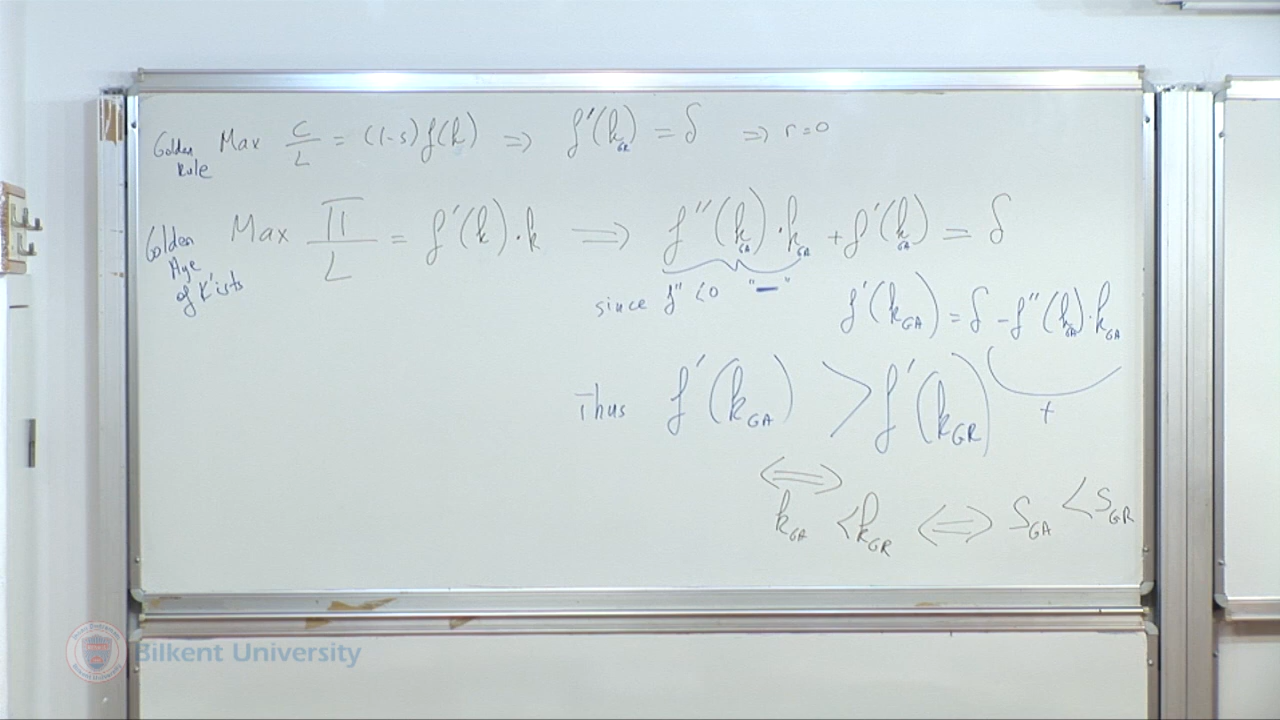 Golden Rule Max C/L = (1-s)f(k) ⇒ f'(k_GR) = δ ⇒ r=0
Golden Age of K'ists Max Π/L = f'(k)·k ⇒ f''(k_GA)·k_GA + f'(k_GA) = δ
since f'' <0 "—"
f'(k_GA) = δ - f''(k_GA)·k_GA
+
Thus f'(k_GA) > f'(k_GR)
⇔
k_GA < k_GR ⇔ S_GA < S_GR
Bilkent University